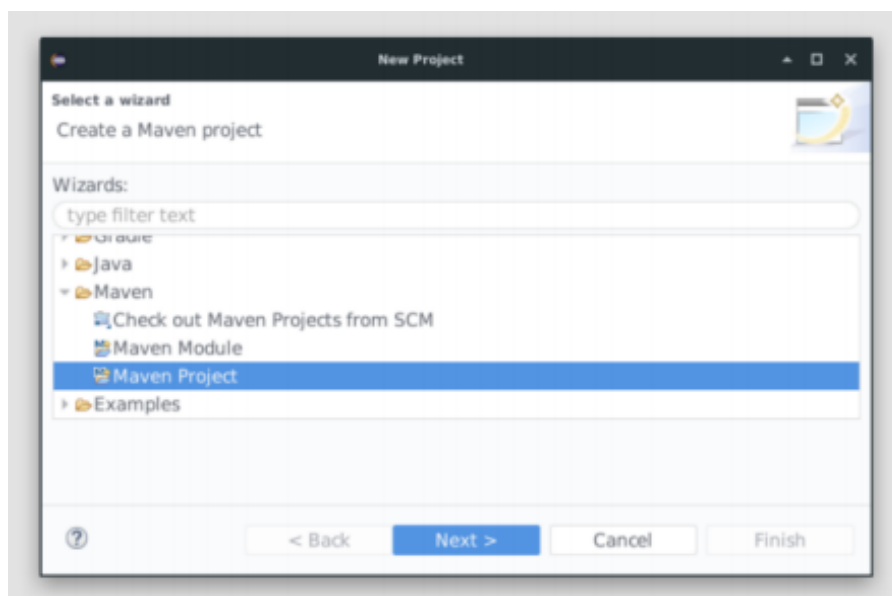 New Project
Select a wizard
Create a Maven project
Wizards:
type filter text
Gradle
Java
Maven
Check out Maven Projects from SCM
Maven Module
Maven Project
Examples
? < Back Next > Cancel Finish